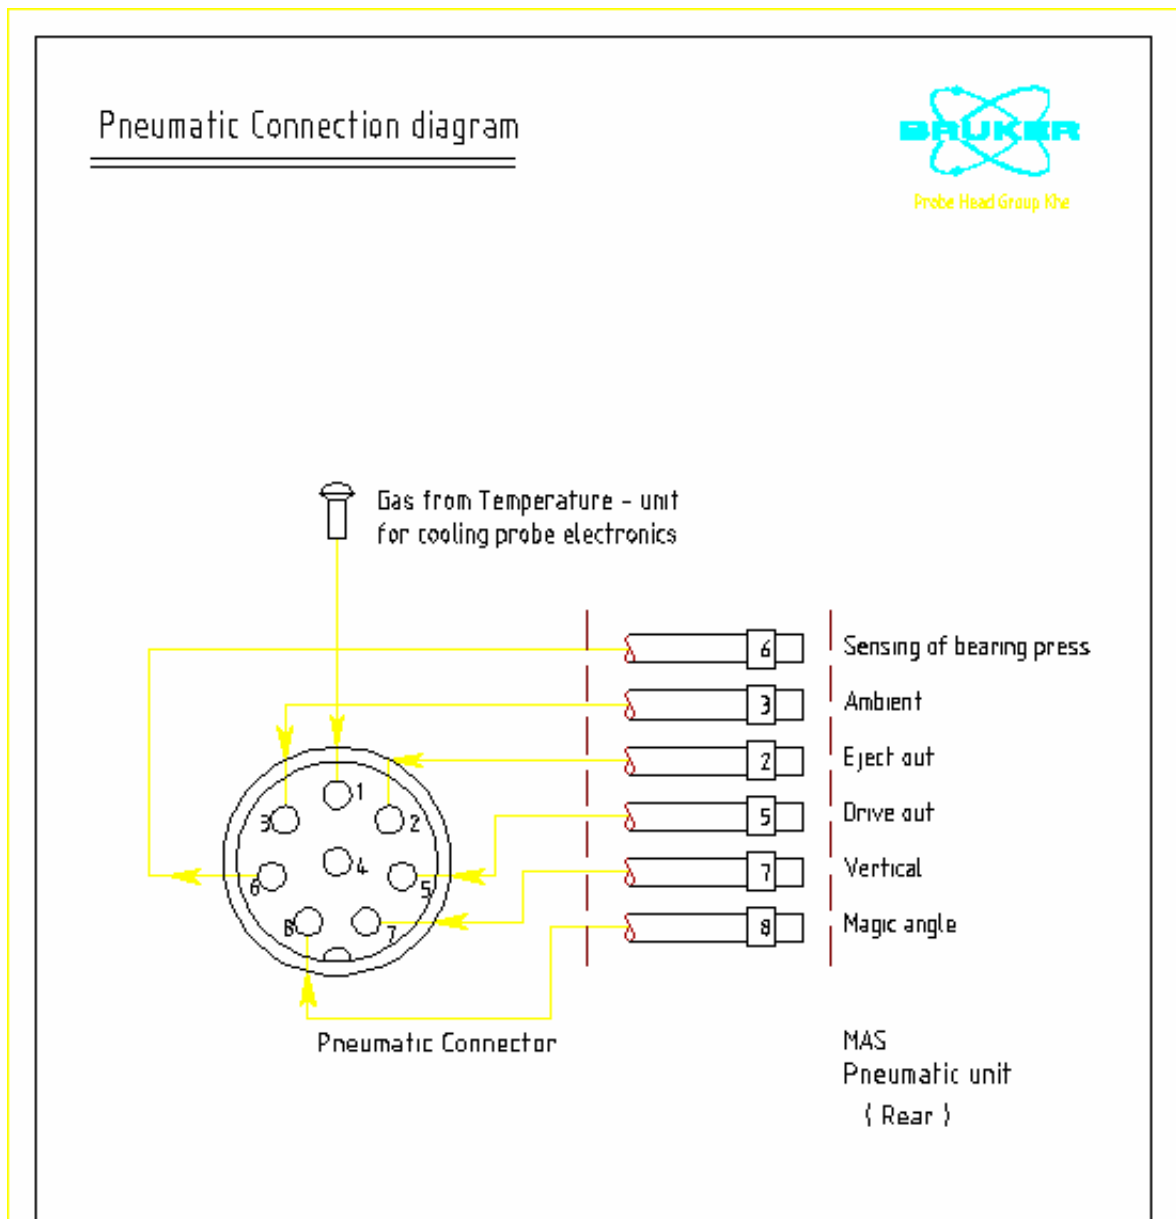 Pneumatic Connection diagram
BRUKER
Probe Head Group Khe
Gas from Temperature - unit
for cooling probe electronics
6 Sensing of bearing press
3 Ambient
2 Eject out
5 Drive out
7 Vertical
8 Magic angle
1
3 2
4
6 5
8 7
Pneumatic Connector
MAS
Pneumatic unit
( Rear )